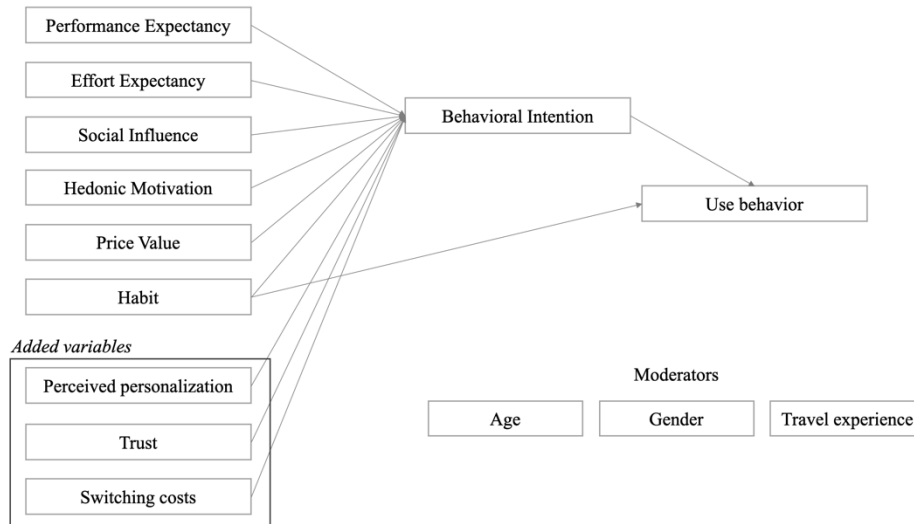 Performance Expectancy
Effort Expectancy
Social Influence
Hedonic Motivation
Price Value
Habit
Behavioral Intention
Use behavior
Added variables
Perceived personalization
Trust
Switching costs
Moderators
Age
Gender
Travel experience